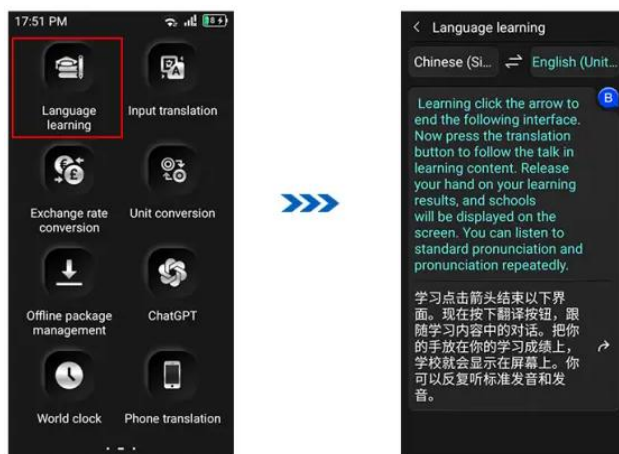 17:51 PM
Language
learning
Input translation
Exchange rate
conversion
Unit conversion
Offline package
management
ChatGPT
World clock
Phone translation
Language learning
Chinese (Si...
English (Unit...
B
Learning click the arrow to
end the following interface.
Now press the translation
button to follow the talk in
learning content. Release
your hand on your learning
results, and schools
will be displayed on the
screen. You can listen to
standard pronunciation and
pronunciation repeatedly.
学习点击箭头结束以下界
面。现在按下翻译按钮，跟
随学习内容中的对话。把你
的手放在你的学习成绩上，
学校就会显示在屏幕上。你
可以反复听标准发音和发
音。